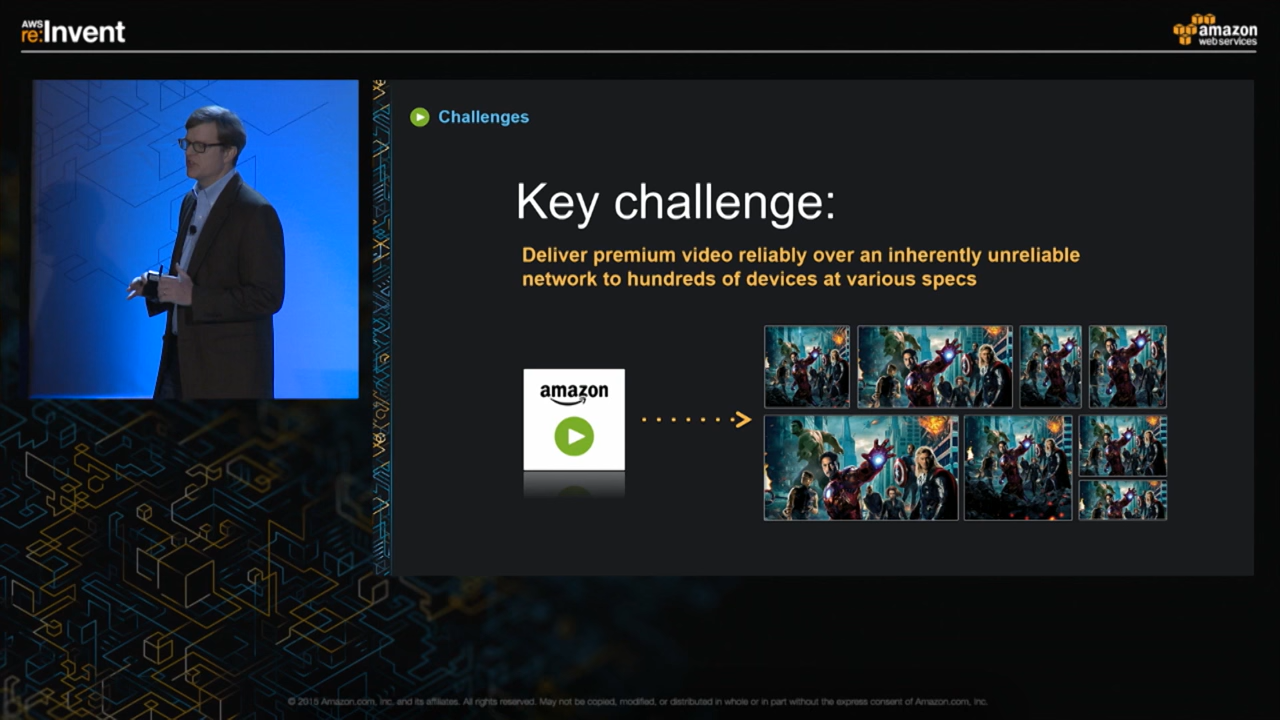 AWS
re:Invent
amazon
web services
Challenges
Key challenge:
Deliver premium video reliably over an inherently unreliable
network to hundreds of devices at various specs
amazon
© 2015 Amazon.com, Inc. and its affiliates. All rights reserved. May not be copied, modified, or distributed in whole or in part without the express consent of Amazon.com, Inc.